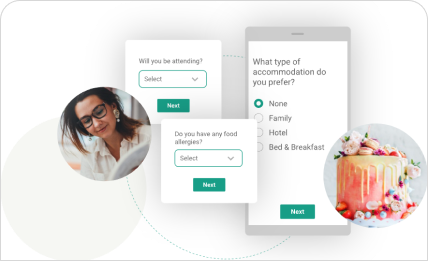 Will you be attending?
Select
Next
Do you have any food
allergies?
Select
Next
What type of
accommodation do
you prefer?
None
Family
Hotel
Bed & Breakfast
Next